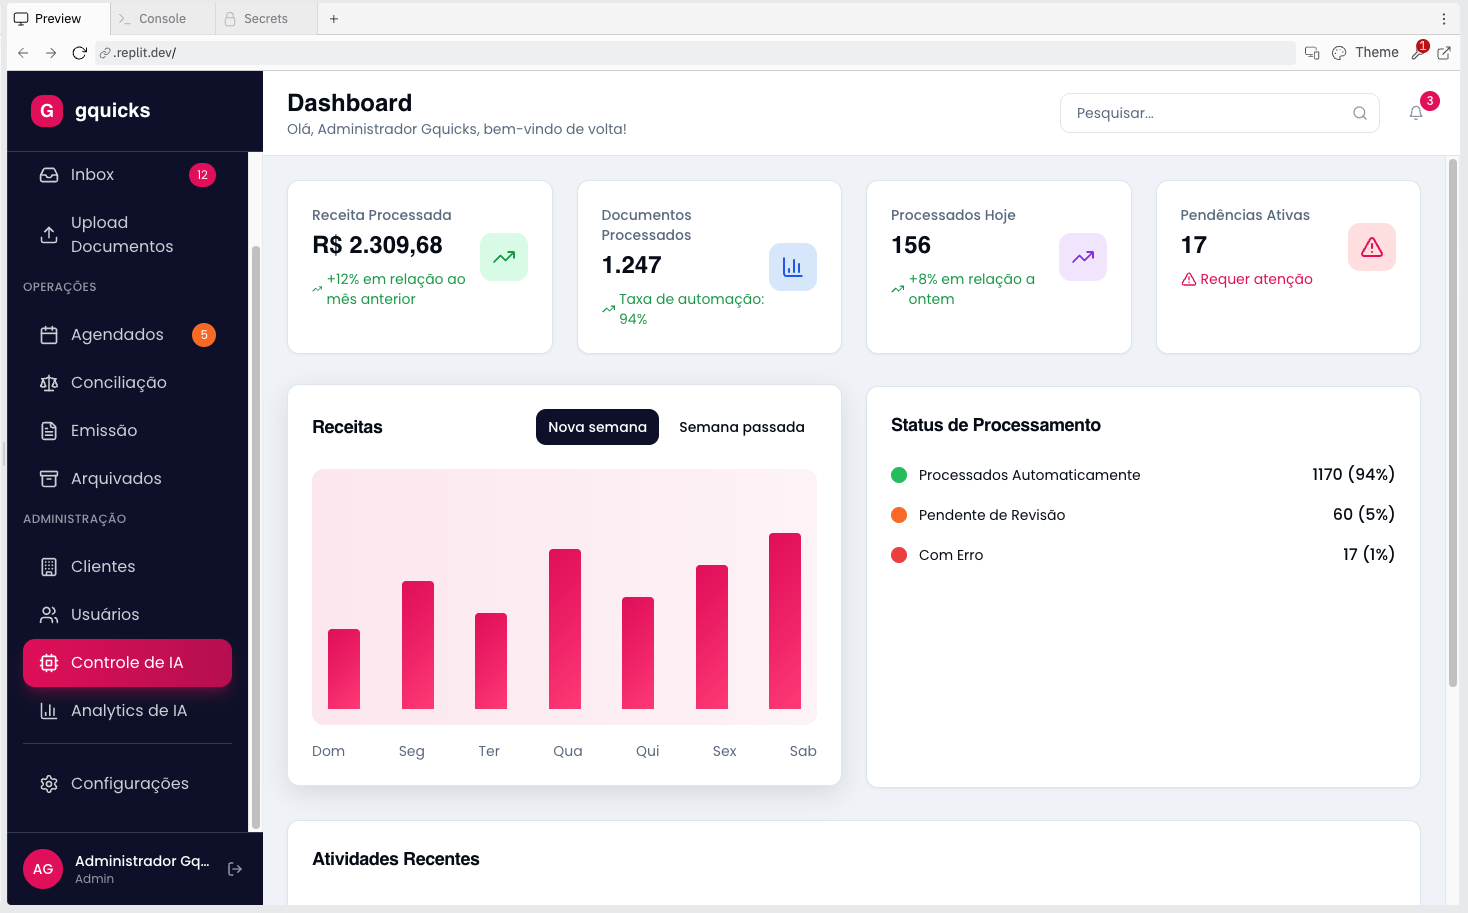 Preview
Console
Secrets
.replit.dev/
Theme
1
G gquicks
Inbox 12
Upload
Documentos
OPERAÇÕES
Agendados 5
Conciliação
Emissão
Arquivados
ADMINISTRAÇÃO
Clientes
Usuários
Controle de IA
Analytics de IA
Configurações
AG
Administrador Gq...
Admin
Dashboard
Olá, Administrador Gquicks, bem-vindo de volta!
Pesquisar...
3
Receita Processada
R$ 2.309,68
+12% em relação ao
mês anterior
Documentos
Processados
1.247
Taxa de automação:
94%
Processados Hoje
156
+8% em relação a
ontem
Pendências Ativas
17
Requer atenção
Receitas
Nova semana
Semana passada
Dom Seg Ter Qua Qui Sex Sab
Status de Processamento
Processados Automaticamente 1170 (94%)
Pendente de Revisão 60 (5%)
Com Erro 17 (1%)
Atividades Recentes